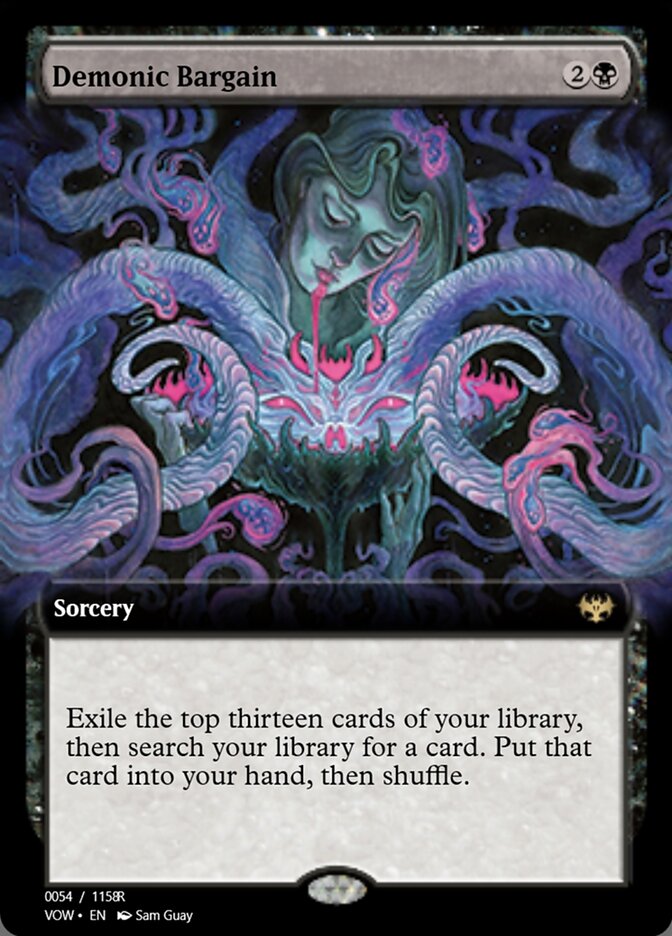 Demonic Bargain 2
Sorcery
Exile the top thirteen cards of your library,
then search your library for a card. Put that
card into your hand, then shuffle.
0054 / 1158R
VOW • EN Sam Guay